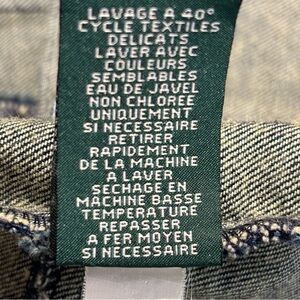 LAVAGE A 40°
CYCLE TEXTILES
DELICATS
LAVER AVEC
COULEURS
SEMBLABLES
EAU DE JAVEL
NON CHLOREE
UNIQUEMENT
SI NECESSAIRE
RETIRER
RAPIDEMENT
DE LA MACHINE
A LAVER
SECHAGE EN
MACHINE BASSE
TEMPERATURE
REPASSER
A FER MOYEN
SI NECESSAIRE